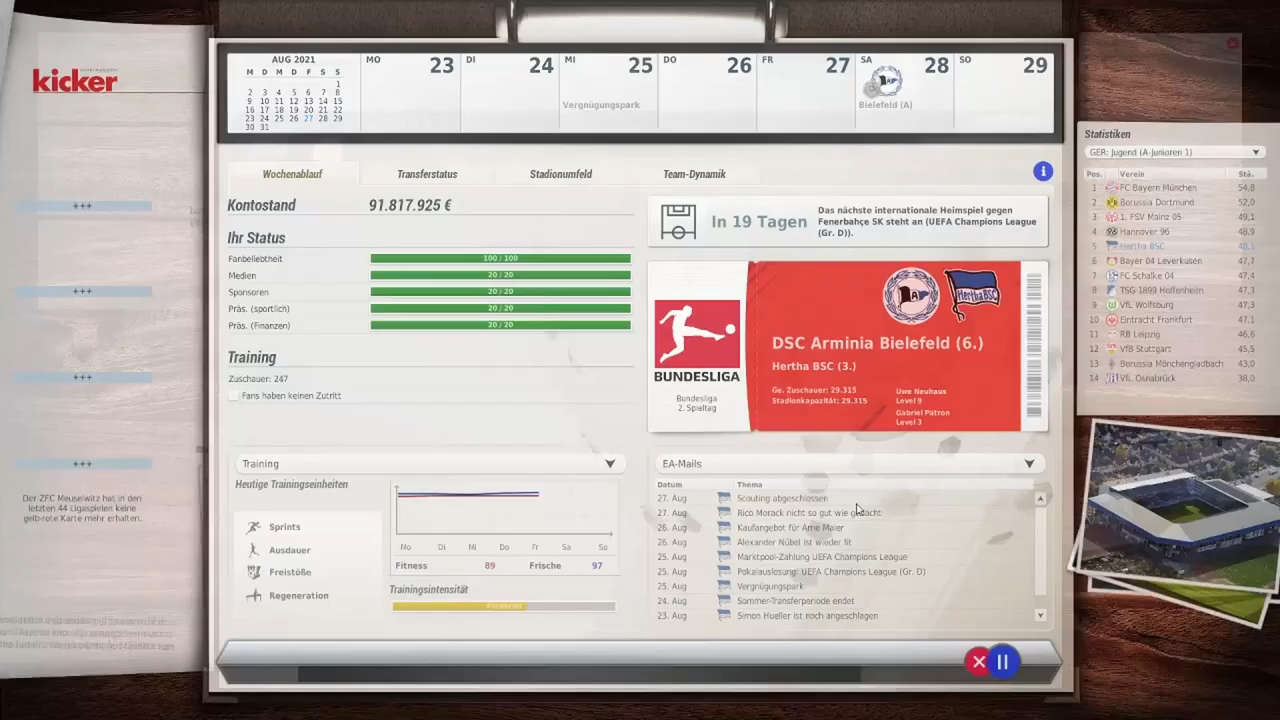 kicker
SPORTMAGAZIN
+++
+++
+++
+++
Der ZFC Meuselwitz hat in den
letzten 44 Ligaspielen keine
gelb-rote Karte mehr erhalten.
AUG 2021
M D M D F S S
1
2 3 4 5 6 7 8
9 10 11 12 13 14 15
16 17 18 19 20 21 22
23 24 25 26 27 28 29
30 31
MO 23
DI 24
MI 25
Vergnügungspark
DO 26
FR 27
SA 28
Bielefeld (A)
SO 29
Wochenablauf Transferstatus Stadionumfeld Team-Dynamik
Kontostand 91.817.925 €
Ihr Status
Fanbeliebtheit 100 / 100
Medien 20 / 20
Sponsoren 20 / 20
Präs. (sportlich) 20 / 20
Präs. (Finanzen) 20 / 20
Training
Zuschauer: 247
Fans haben keinen Zutritt
In 19 Tagen
Das nächste internationale Heimspiel gegen
Fenerbahçe SK steht an (UEFA Champions League
(Gr. D)).
BUNDESLIGA
Bundesliga
2. Spieltag
HerthaBSC
DSC Arminia Bielefeld (6.)
Hertha BSC (3.)
Ge. Zuschauer: 29.315
Stadionkapazität: 29.315
Uwe Neuhaus
Level 9
Gabriel Patron
Level 3
Training
Heutige Trainingseinheiten
Sprints
Ausdauer
Freistöße
Regeneration
Mo Di Mi Do Fr Sa So
Fitness 89 Frische 97
Trainingsintensität
Fordernd
EA-Mails
Datum Thema
27. Aug Scouting abgeschlossen
27. Aug Rico Morack nicht so gut wie gedacht
26. Aug Kaufangebot für Arne Maier
26. Aug Alexander Nübel ist wieder fit
25. Aug Marktpool-Zahlung UEFA Champions League
25. Aug Pokalauslosung: UEFA Champions League (Gr. D)
25. Aug Vergnügungspark
24. Aug Sommer-Transferperiode endet
23. Aug Simon Hueller ist noch angeschlagen
Statistiken
GER: Jugend (A-Junioren 1)
Pos. Verein Stä.
1 FC Bayern München 54,8
2 Borussia Dortmund 52,0
3 1. FSV Mainz 05 49,1
4 Hannover 96 48,9
5 Hertha BSC 48,1
6 Bayer 04 Leverkusen 47,7
7 FC Schalke 04 47,4
8 TSG 1899 Hoffenheim 47,3
9 VfL Wolfsburg 47,3
10 Eintracht Frankfurt 47,1
11 RB Leipzig 46,6
12 VfB Stuttgart 45,5
13 Borussia Mönchengladbach 43,0
14 VfL Osnabrück 38,0